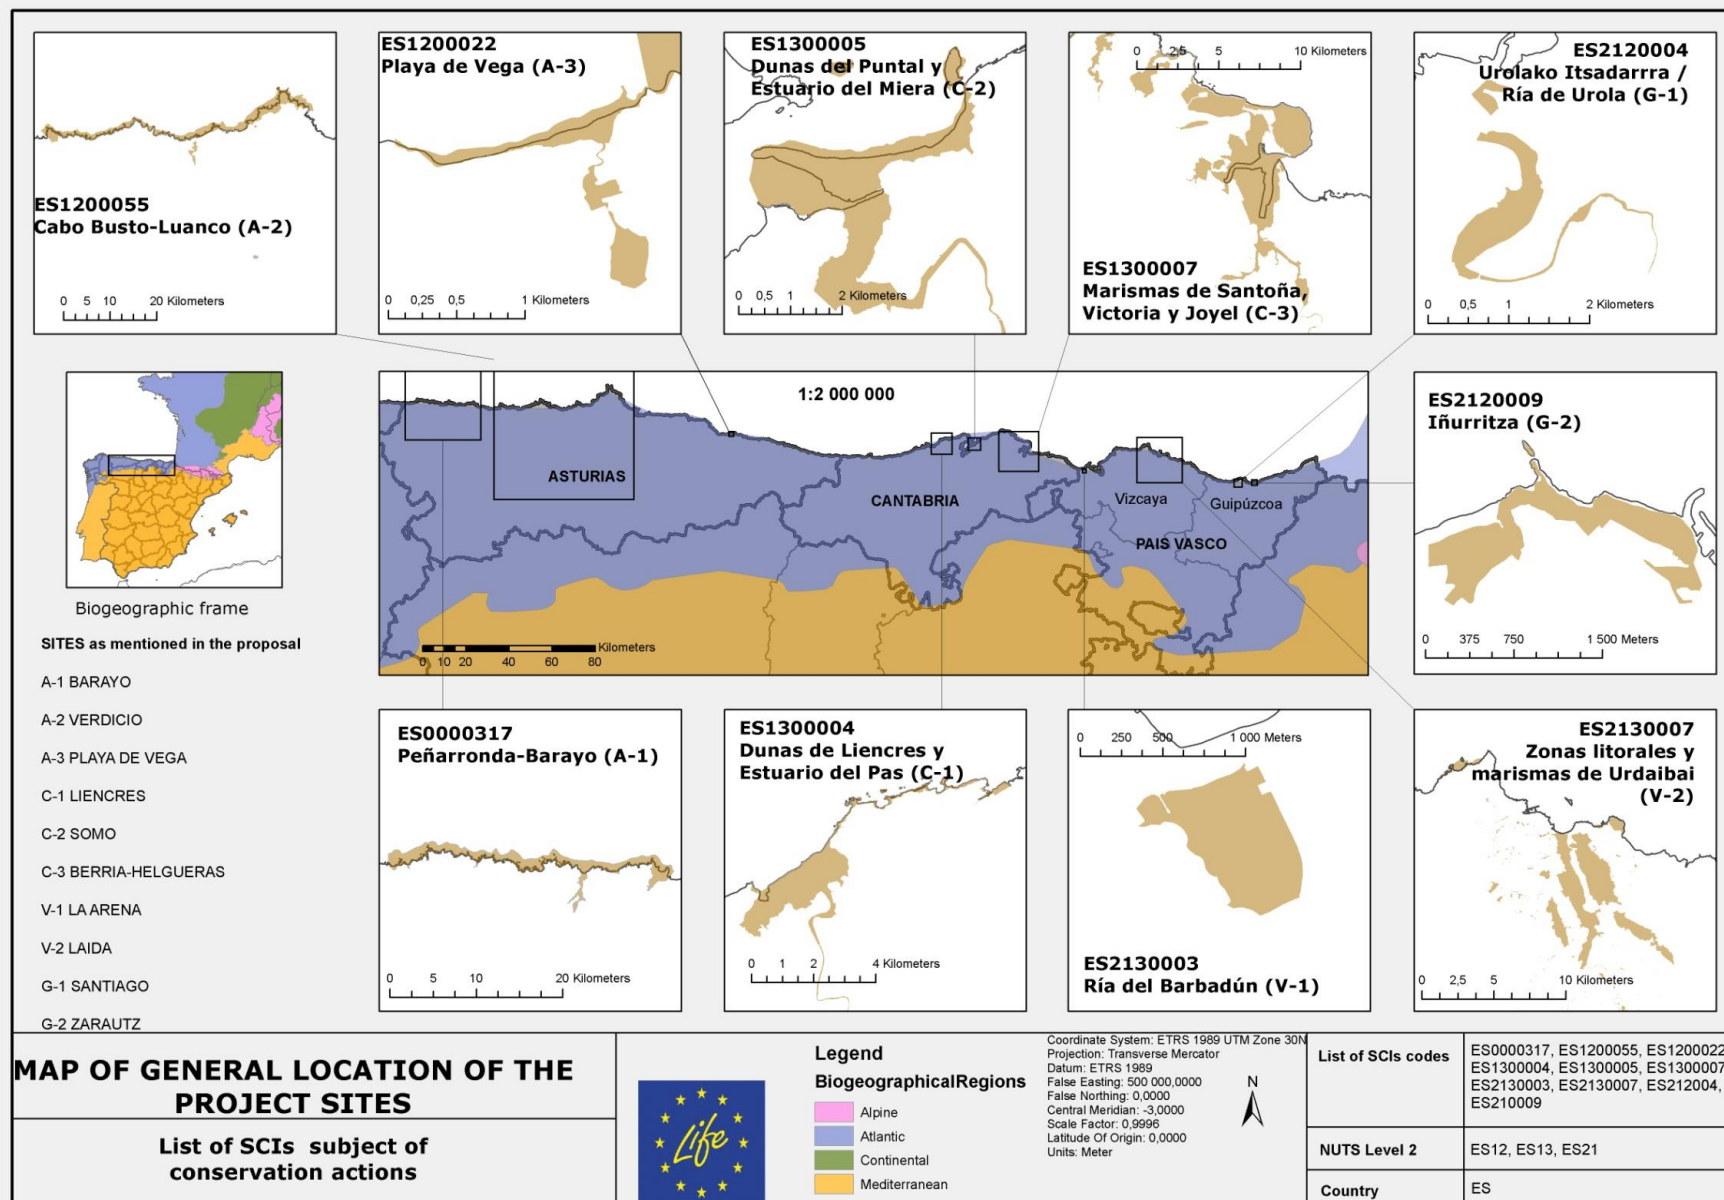 ES1200055
Cabo Busto-Luanco (A-2)
0 5 10 20 Kilometers
ES1200022
Playa de Vega (A-3)
0 0,25 0,5 1 Kilometers
ES1300005
Dunas del Puntal y
Estuario del Miera (C-2)
0 0,5 1 2 Kilometers
0 2,5 5 10 Kilometers
ES1300007
Marismas de Santoña,
Victoria y Joyel (C-3)
ES2120004
Urolako Itsadarrra /
Ría de Urola (G-1)
0 0,5 1 2 Kilometers
Biogeographic frame
1:2 000 000
ASTURIAS
CANTABRIA
Vizcaya
Guipúzcoa
PAIS VASCO
Kilometers
0 10 20 40 60 80
ES2120009
Iñurritza (G-2)
0 375 750 1 500 Meters
SITES as mentioned in the proposal
A-1 BARAYO
A-2 VERDICIO
A-3 PLAYA DE VEGA
C-1 LIENCRES
C-2 SOMO
C-3 BERRIA-HELGUERAS
V-1 LA ARENA
V-2 LAIDA
G-1 SANTIAGO
G-2 ZARAUTZ
ES0000317
Peñarronda-Barayo (A-1)
0 5 10 20 Kilometers
ES1300004
Dunas de Liencres y
Estuario del Pas (C-1)
0 1 2 4 Kilometers
0 250 500 1 000 Meters
ES2130003
Ría del Barbadún (V-1)
ES2130007
Zonas litorales y
marismas de Urdaibai
(V-2)
0 2,5 5 10 Kilometers
MAP OF GENERAL LOCATION OF THE
PROJECT SITES
List of SCIs subject of
conservation actions
Life
Legend
BiogeographicalRegions
Alpine
Atlantic
Continental
Mediterranean
Coordinate System: ETRS 1989 UTM Zone 30N
Projection: Transverse Mercator
Datum: ETRS 1989
False Easting: 500 000,0000
False Northing: 0,0000
Central Meridian: -3,0000
Scale Factor: 0,9996
Latitude Of Origin: 0,0000
Units: Meter
N
List of SCIs codes
ES0000317, ES1200055, ES1200022
ES1300004, ES1300005, ES1300007
ES2130003, ES2130007, ES212004,
ES210009
NUTS Level 2
ES12, ES13, ES21
Country
ES